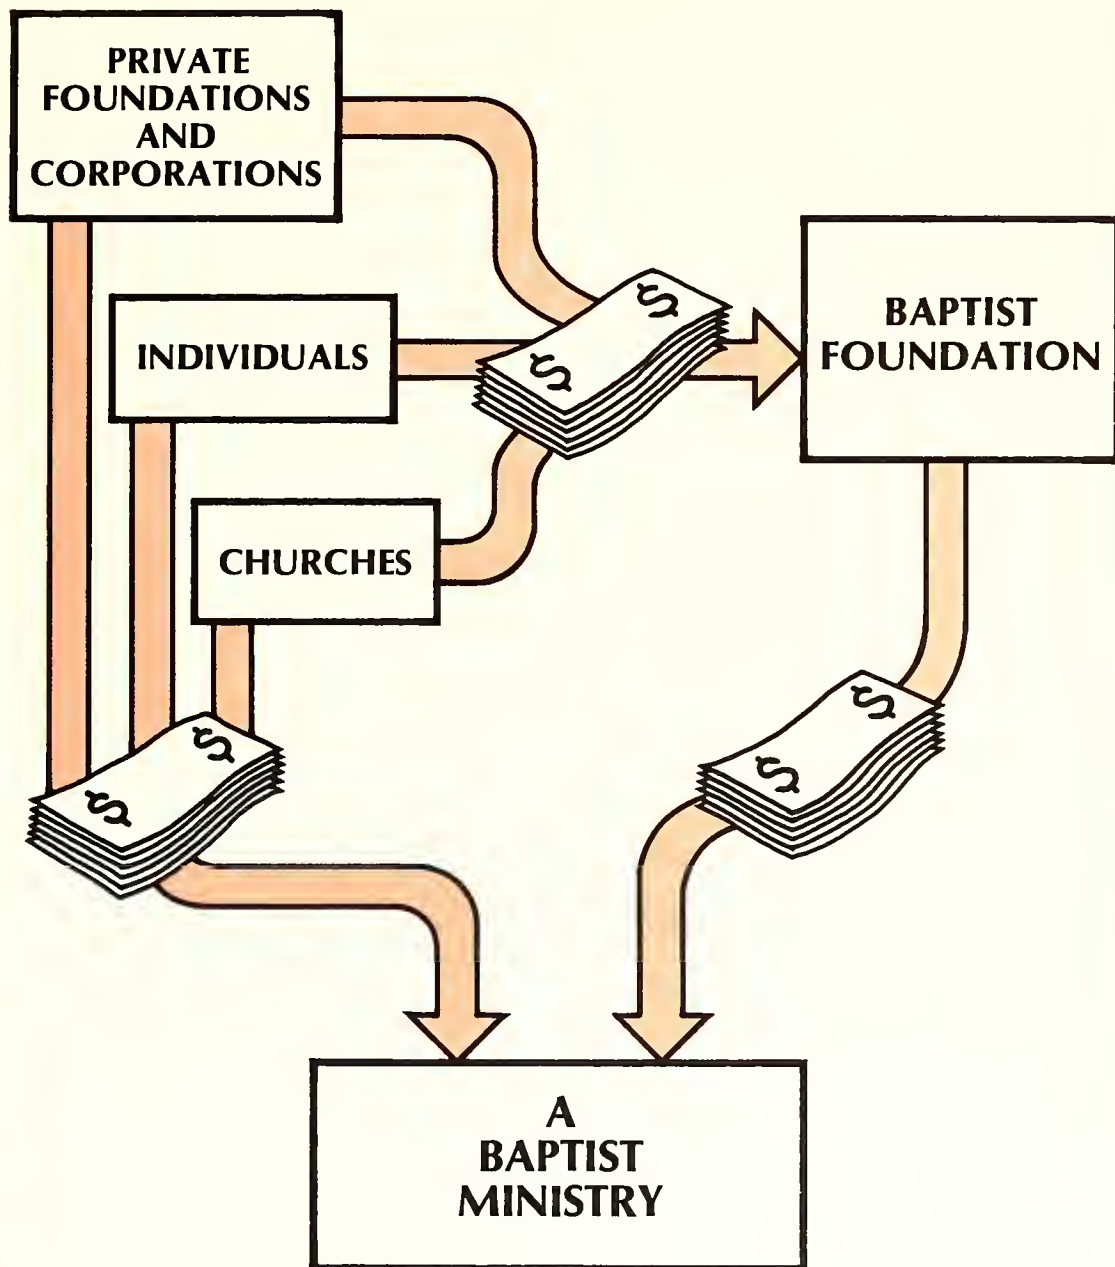 PRIVATE
FOUNDATIONS
AND
CORPORATIONS
INDIVIDUALS
BAPTIST
FOUNDATION
CHURCHES
$
$
$
$
$
$
A
BAPTIST
MINISTRY